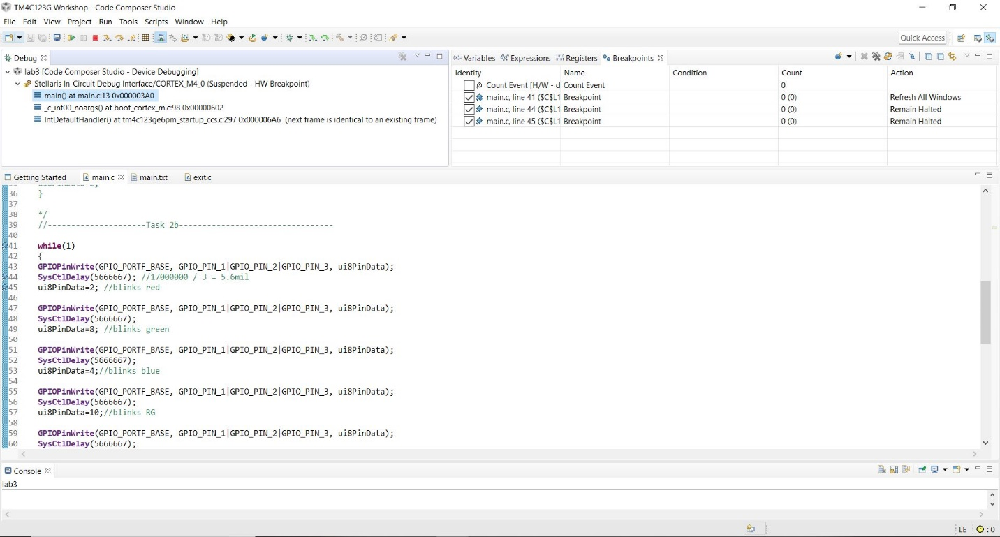 TM4C123G Workshop - Code Composer Studio
File Edit View Project Run Tools Scripts Window Help
Quick Access
Debug
lab3 [Code Composer Studio - Device Debugging]
Stellaris In-Circuit Debug Interface/CORTEX_M4_0 (Suspended - HW Breakpoint)
main() at main.c:13 0x000003A0
_c_int00_noargs() at boot_cortex_m.c:98 0x00000602
IntDefaultHandler() at tm4c123ge6pm_startup_ccs.c:297 0x000006A6 (next frame is identical to an existing frame)
(x)= Variables Expressions Registers Breakpoints
Identity Name Condition Count Action
Count Event [H/W - d Count Event 0
main.c, line 41 ($C$L1 Breakpoint 0 (0) Refresh All Windows
main.c, line 44 ($C$L1 Breakpoint 0 (0) Remain Halted
main.c, line 45 ($C$L1 Breakpoint 0 (0) Remain Halted
Getting Started main.c main.txt exit.c
36 }
37
38 */
39 //---------------------Task 2b---------------------------------
40
41 while(1)
42 {
43 GPIOPinWrite(GPIO_PORTF_BASE, GPIO_PIN_1|GPIO_PIN_2|GPIO_PIN_3, ui8PinData);
44 SysCtlDelay(5666667); //17000000 / 3 = 5.6mil
45 ui8PinData=2; //blinks red
46
47 GPIOPinWrite(GPIO_PORTF_BASE, GPIO_PIN_1|GPIO_PIN_2|GPIO_PIN_3, ui8PinData);
48 SysCtlDelay(5666667);
49 ui8PinData=8; //blinks green
50
51 GPIOPinWrite(GPIO_PORTF_BASE, GPIO_PIN_1|GPIO_PIN_2|GPIO_PIN_3, ui8PinData);
52 SysCtlDelay(5666667);
53 ui8PinData=4;//blinks blue
54
55 GPIOPinWrite(GPIO_PORTF_BASE, GPIO_PIN_1|GPIO_PIN_2|GPIO_PIN_3, ui8PinData);
56 SysCtlDelay(5666667);
57 ui8PinData=10;//blinks RG
58
59 GPIOPinWrite(GPIO_PORTF_BASE, GPIO_PIN_1|GPIO_PIN_2|GPIO_PIN_3, ui8PinData);
60 SysCtlDelay(5666667);
Console
lab3
LE : 0